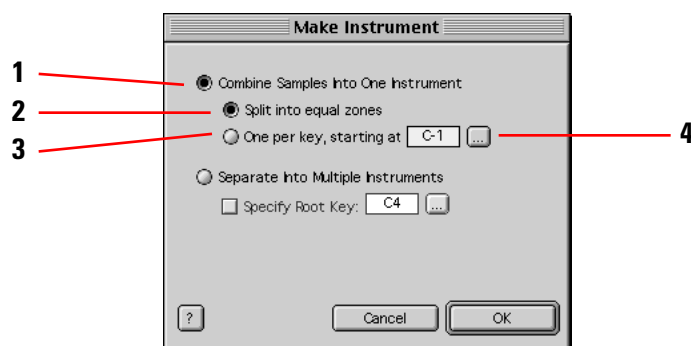 Make Instrument
1
Combine Samples Into One Instrument
2
Split into equal zones
3
One per key, starting at C-1 ...
4
Separate Into Multiple Instruments
Specify Root Key: C4 ...
? Cancel OK